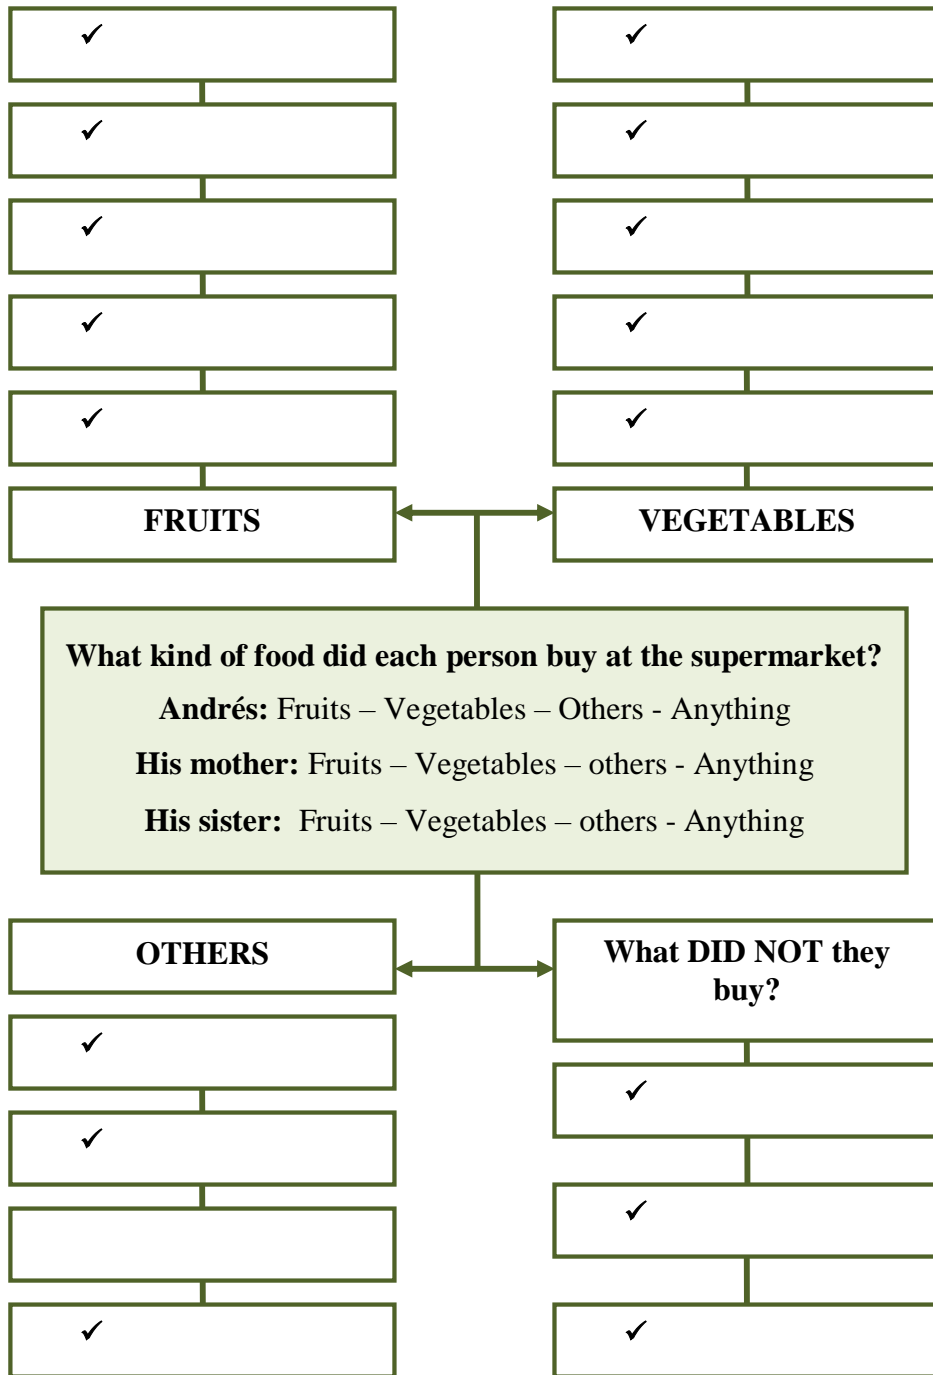 ✓
✓
✓
✓
✓
FRUITS
✓
✓
✓
✓
✓
VEGETABLES
What kind of food did each person buy at the supermarket?
Andrés: Fruits – Vegetables – Others - Anything
His mother: Fruits – Vegetables – others - Anything
His sister: Fruits – Vegetables – others - Anything
OTHERS
✓
✓
✓
What DID NOT they
buy?
✓
✓
✓